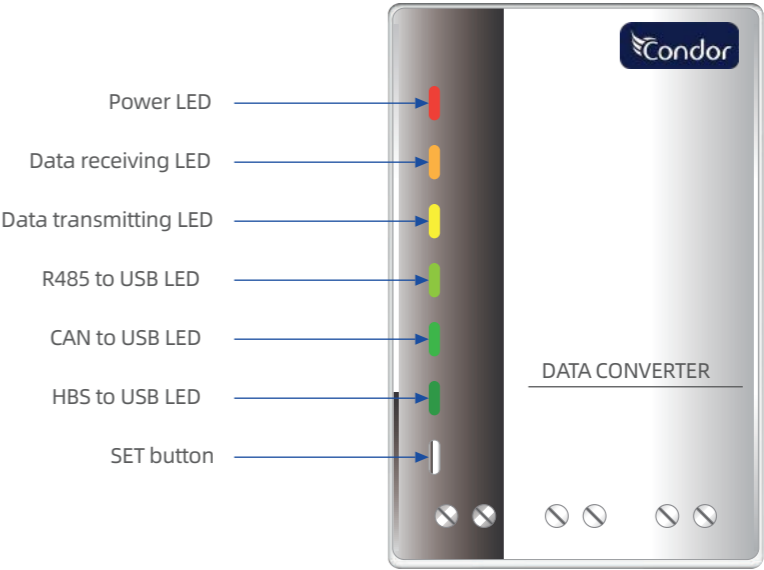 Condor
Power LED
Data receiving LED
Data transmitting LED
R485 to USB LED
CAN to USB LED
HBS to USB LED
SET button
DATA CONVERTER